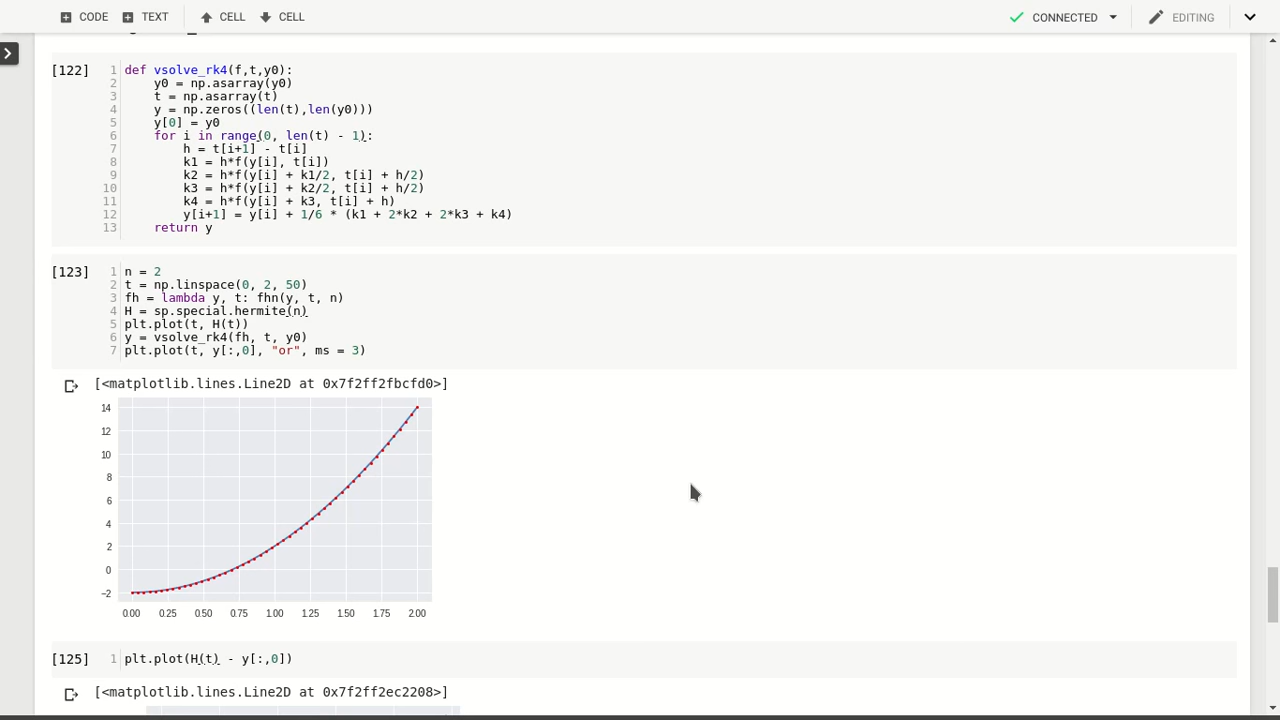 CODE TEXT CELL CELL CONNECTED EDITING
[122] 1 def vsolve_rk4(f,t,y0):
2     y0 = np.asarray(y0)
3     t = np.asarray(t)
4     y = np.zeros((len(t),len(y0)))
5     y[0] = y0
6     for i in range(0, len(t) - 1):
7         h = t[i+1] - t[i]
8         k1 = h*f(y[i], t[i])
9         k2 = h*f(y[i] + k1/2, t[i] + h/2)
10         k3 = h*f(y[i] + k2/2, t[i] + h/2)
11         k4 = h*f(y[i] + k3, t[i] + h)
12         y[i+1] = y[i] + 1/6 * (k1 + 2*k2 + 2*k3 + k4)
13     return y
[123] 1 n = 2
2 t = np.linspace(0, 2, 50)
3 fh = lambda y, t: fhn(y, t, n)
4 H = sp.special.hermite(n)
5 plt.plot(t, H(t))
6 y = vsolve_rk4(fh, t, y0)
7 plt.plot(t, y[:,0], "or", ms = 3)
[<matplotlib.lines.Line2D at 0x7f2ff2fbcfd0>]
14
12
10
8
6
4
2
0
−2
0.00 0.25 0.50 0.75 1.00 1.25 1.50 1.75 2.00
[125] 1 plt.plot(H(t) - y[:,0])
[<matplotlib.lines.Line2D at 0x7f2ff2ec2208>]